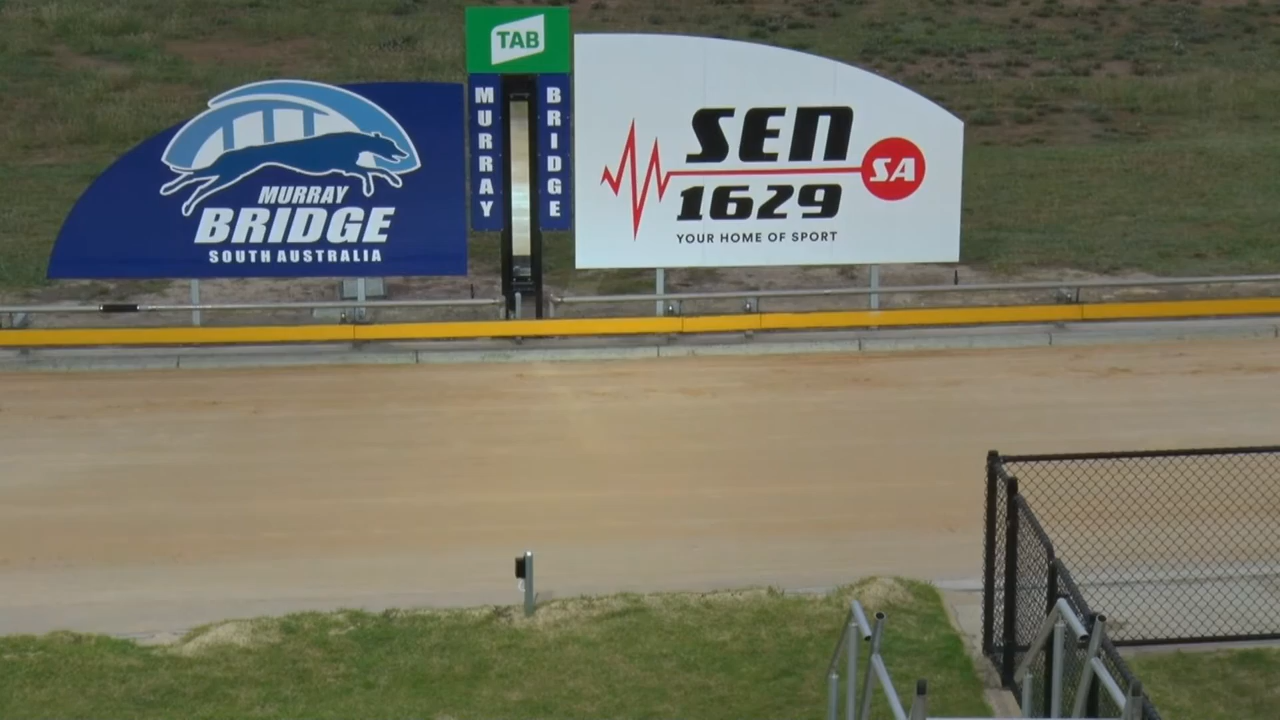 TAB
MURRAY
BRIDGE
MURRAY
BRIDGE
SOUTH AUSTRALIA
SEN
SA
1629
YOUR HOME OF SPORT